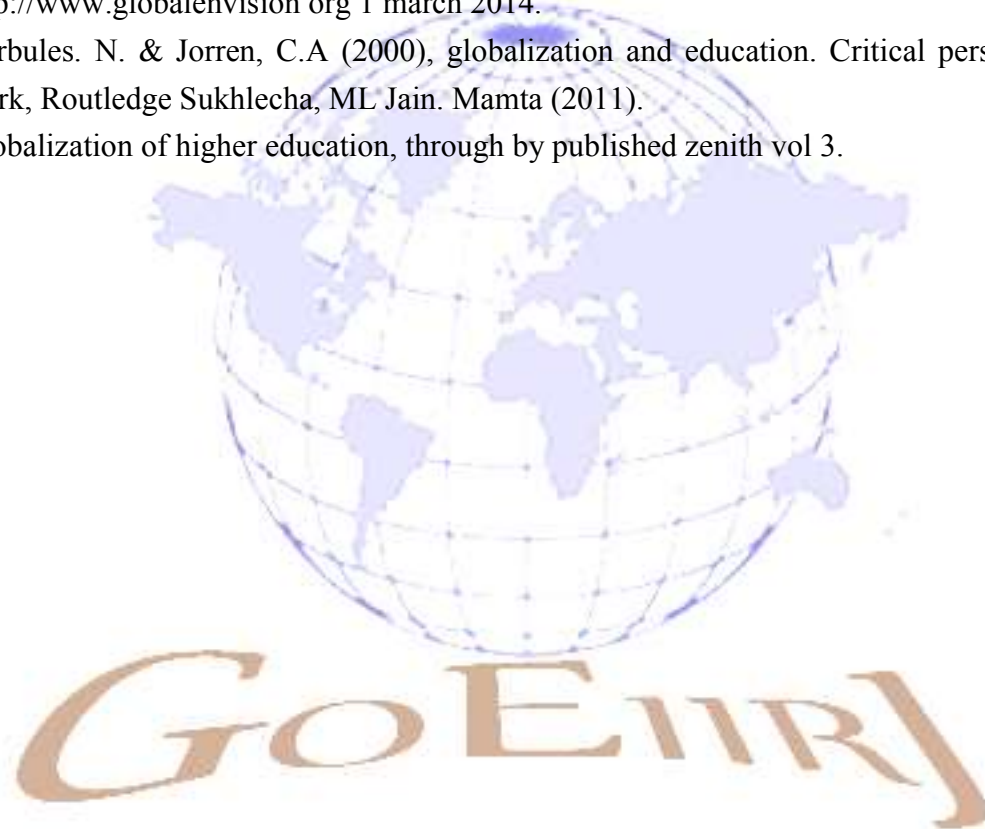 p://www.globalenvision org 1 march 2014.
rbules. N. & Jorren, C.A (2000), globalization and education. Critical pers
rk, Routledge Sukhlecha, ML Jain. Mamta (2011).
obalization of higher education, through by published zenith vol 3.
GOEIIRJ